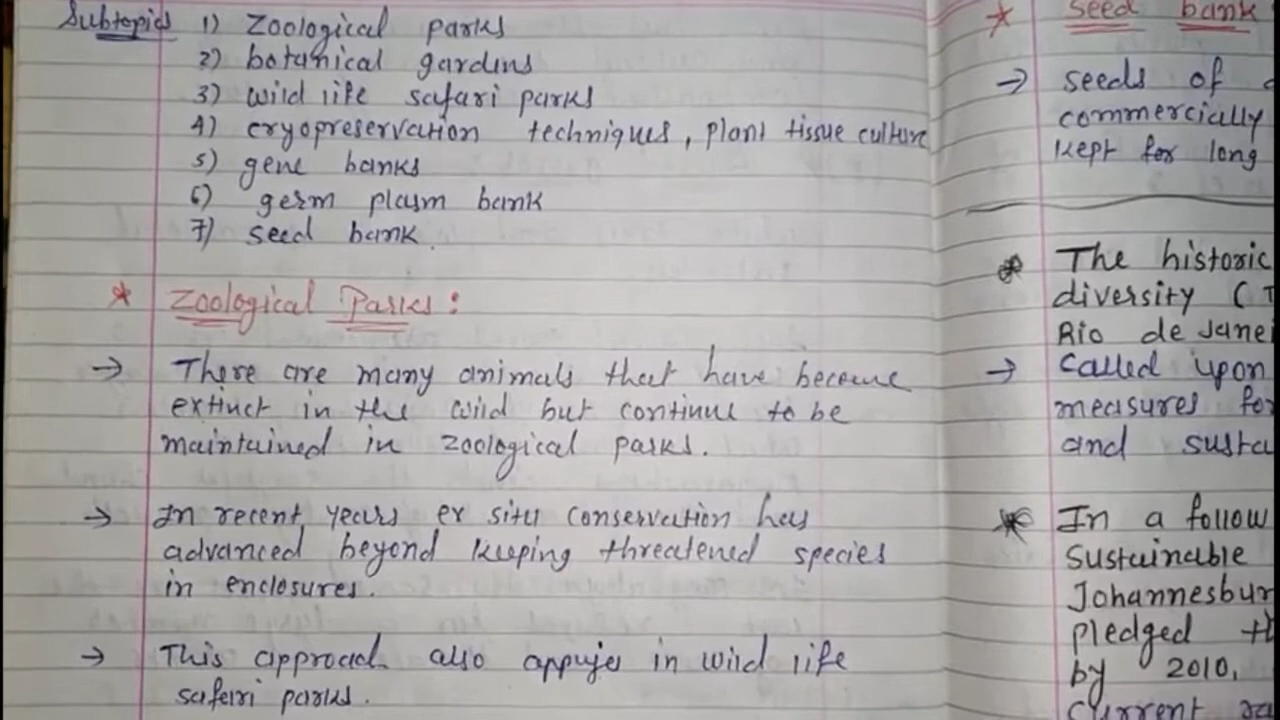 Subtopics 1) Zoological parks
2) botanical gardens
3) wild life safari parks
4) cryopreservation techniques, plant tissue culture
5) gene banks
6) germ plasm bank
7) seed bank.
* Zoological Parks:
→ There are many animals that have become
extinct in the wild but continue to be
maintained in zoological parks.
→ In recent years ex situ conservation has
advanced beyond keeping threatened species
in enclosures.
→ This approach also applies in wild life
safari parks.
* seed bank
→ seeds of
commercially
kept for long
* The historic
diversity (
Rio de Janei
→ called upon
measures for
and susta
* In a follow
sustainable
Johannesbur
pledged th
by 2010,
current